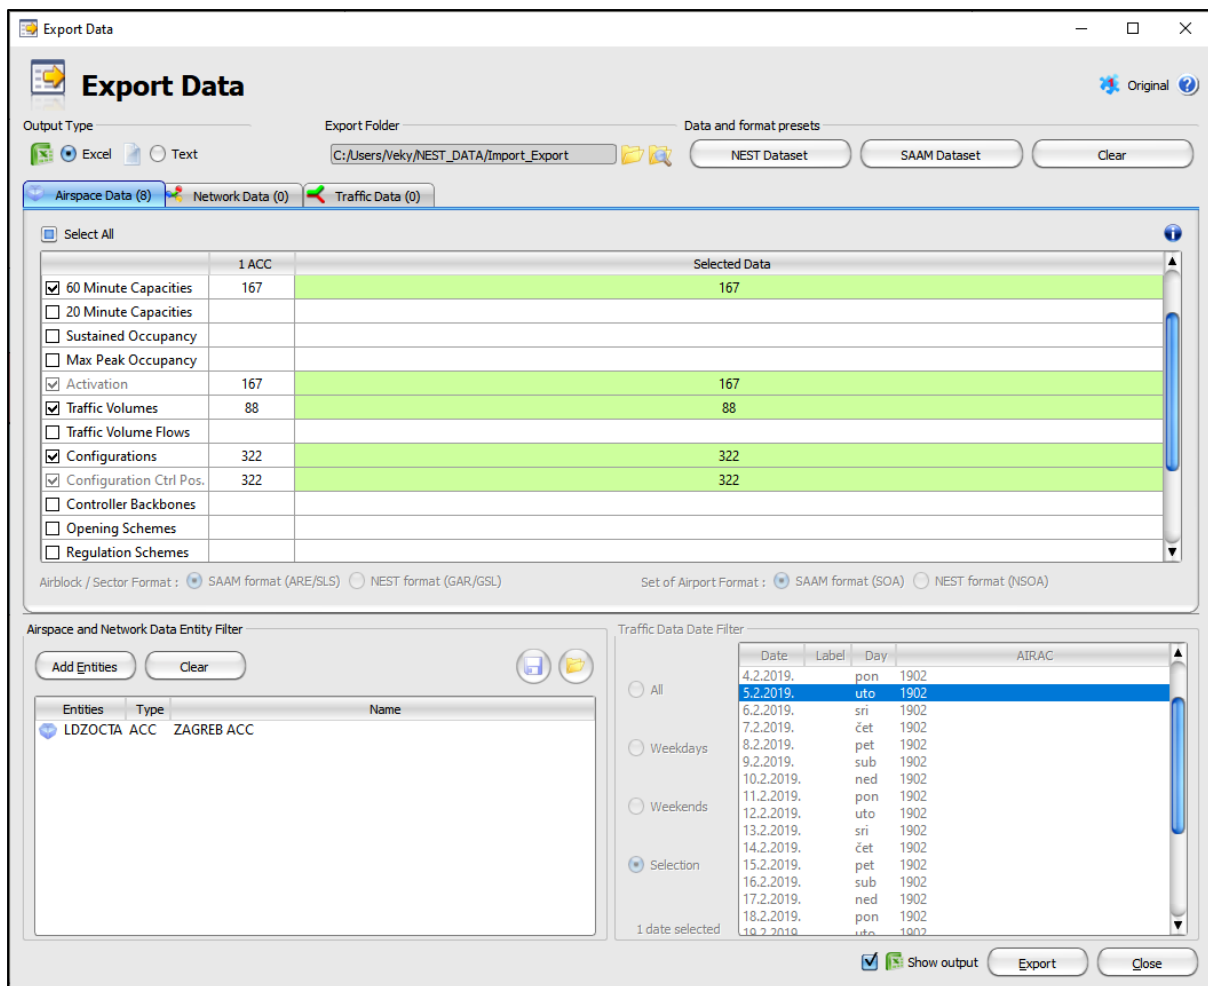 Export Data
Export Data
Original
Output Type
Export Folder
Data and format presets
Excel
Text
C:/Users/Veky/NEST_DATA/Import_Export
NEST Dataset
SAAM Dataset
Clear
Airspace Data (8)
Network Data (0)
Traffic Data (0)
Select All
1 ACC Selected Data
60 Minute Capacities 167 167
20 Minute Capacities
Sustained Occupancy
Max Peak Occupancy
Activation 167 167
Traffic Volumes 88 88
Traffic Volume Flows
Configurations 322 322
Configuration Ctrl Pos. 322 322
Controller Backbones
Opening Schemes
Regulation Schemes
Airblock / Sector Format : SAAM format (ARE/SLS) NEST format (GAR/GSL)
Set of Airport Format : SAAM format (SOA) NEST format (NSOA)
Airspace and Network Data Entity Filter
Add Entities
Clear
Entities Type Name
LDZOCTA ACC ZAGREB ACC
Traffic Data Date Filter
All
Weekdays
Weekends
Selection
1 date selected
Date Label Day AIRAC
4.2.2019. pon 1902
5.2.2019. uto 1902
6.2.2019. sri 1902
7.2.2019. čet 1902
8.2.2019. pet 1902
9.2.2019. sub 1902
10.2.2019. ned 1902
11.2.2019. pon 1902
12.2.2019. uto 1902
13.2.2019. sri 1902
14.2.2019. čet 1902
15.2.2019. pet 1902
16.2.2019. sub 1902
17.2.2019. ned 1902
18.2.2019. pon 1902
19.2.2019 uto 1902
Show output
Export
Close